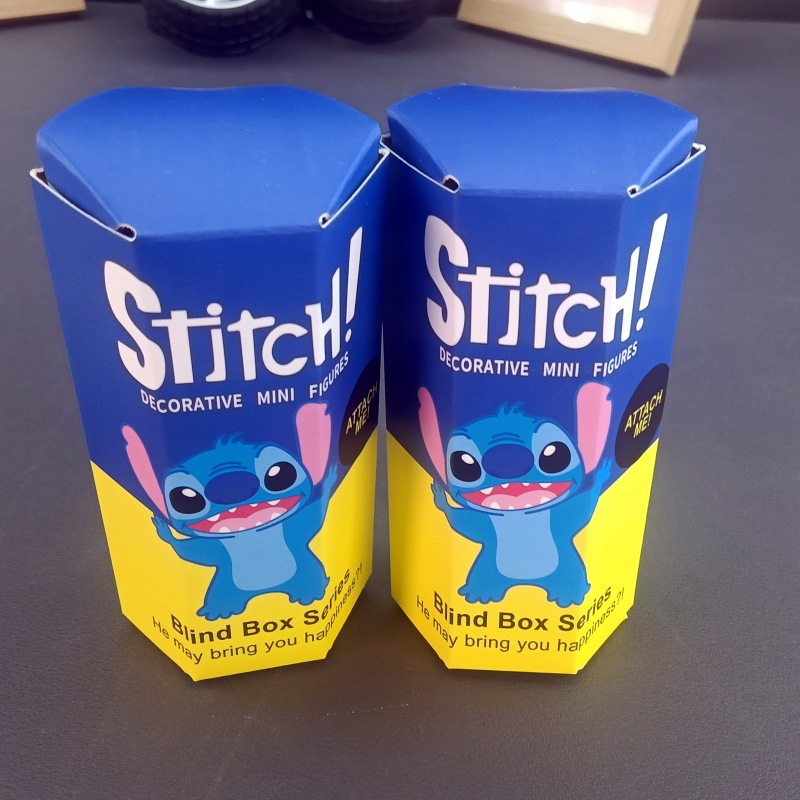 Stitch!
DECORATIVE MINI FIGURES
ATTACH
ME!
Blind Box Series
He may bring you happiness?!
Stitch!
DECORATIVE MINI FIGURES
ATTACH
ME!
Blind Box Series
He may bring you happiness?!